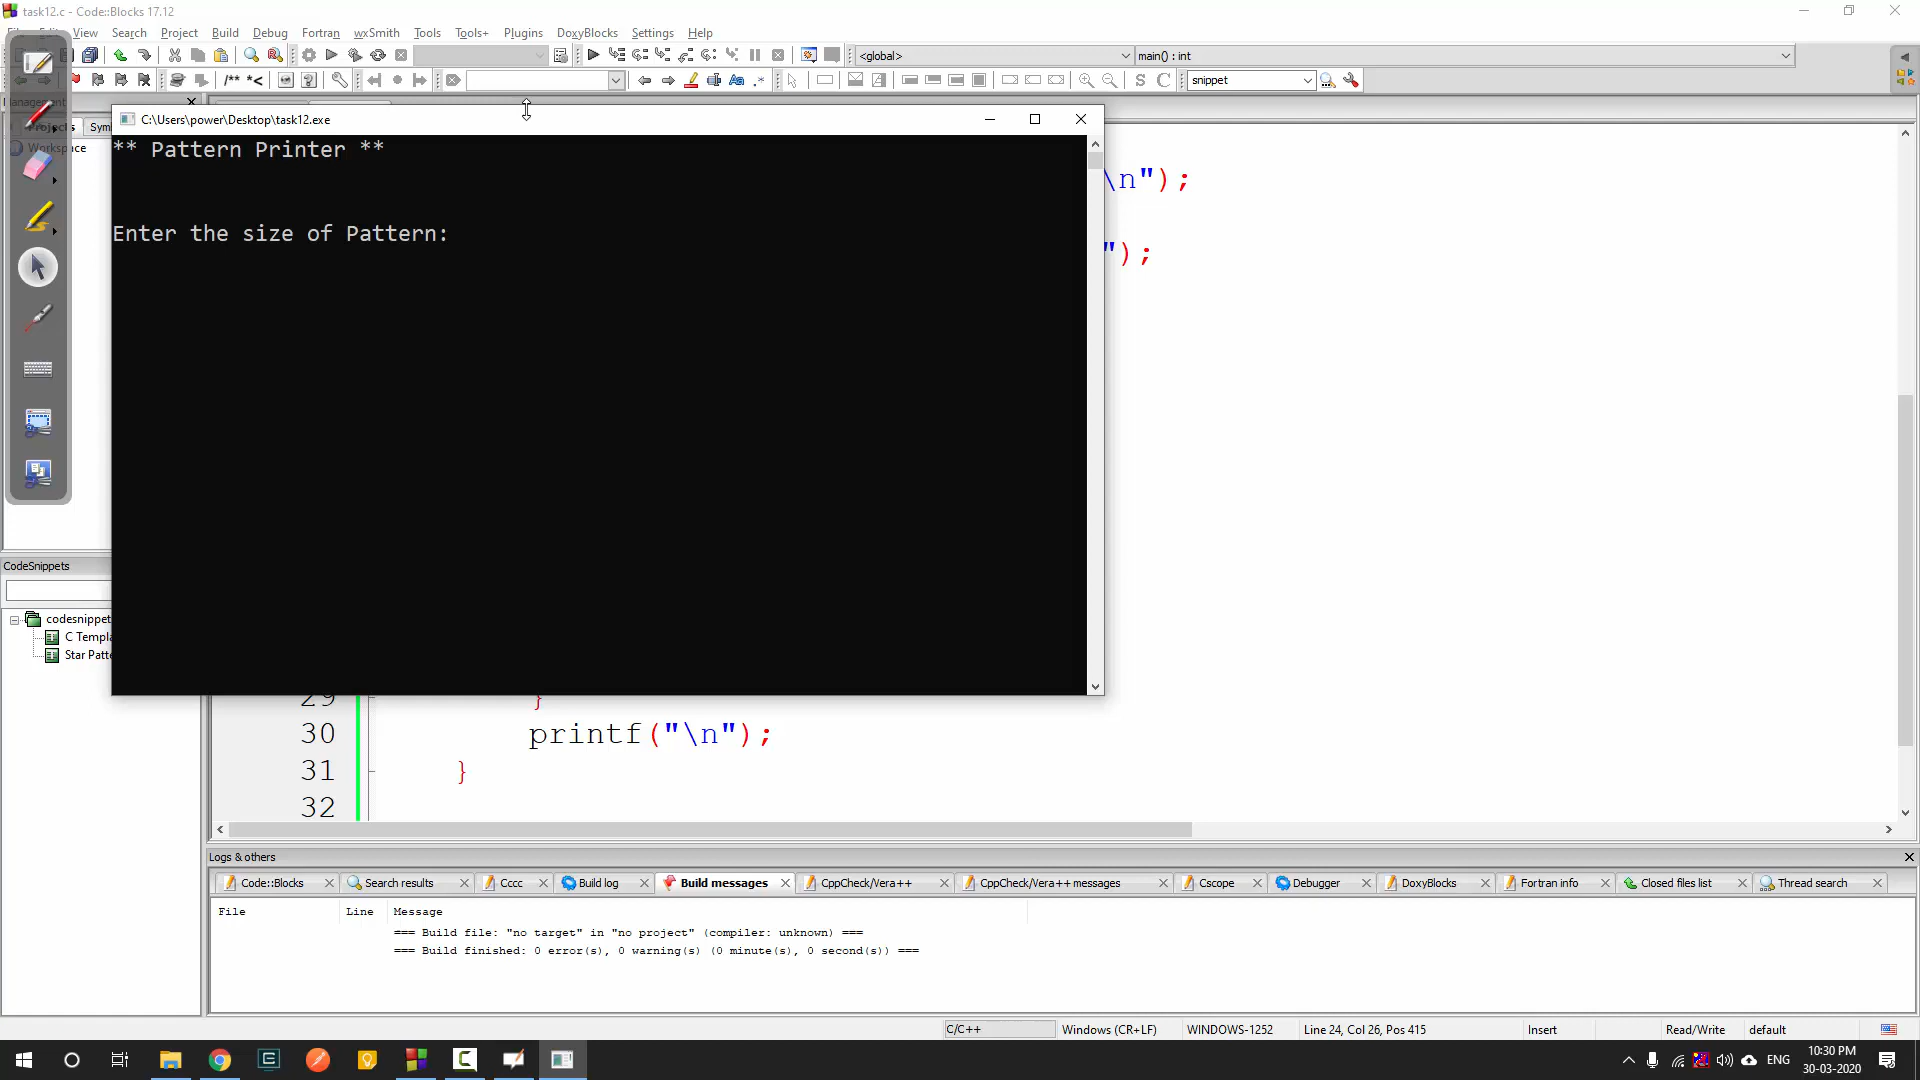 task12.c - Code::Blocks 17.12
View Search Project Build Debug Fortran wxSmith Tools Tools+ Plugins DoxyBlocks Settings Help
<global>
main() : int
/** *<
snippet
Projects
Sym
Workspace
C:\Users\power\Desktop\task12.exe
** Pattern Printer **
Enter the size of Pattern:
\n");
");
29 }
30 printf("\n");
31 }
32
CodeSnippets
codesnippet
C Templa
Star Patte
Logs & others
Code::Blocks
Search results
Cccc
Build log
Build messages
CppCheck/Vera++
CppCheck/Vera++ messages
Cscope
Debugger
DoxyBlocks
Fortran info
Closed files list
Thread search
File Line Message
=== Build file: "no target" in "no project" (compiler: unknown) ===
=== Build finished: 0 error(s), 0 warning(s) (0 minute(s), 0 second(s)) ===
C/C++
Windows (CR+LF)
WINDOWS-1252
Line 24, Col 26, Pos 415
Insert
Read/Write
default
ENG
10:30 PM
30-03-2020